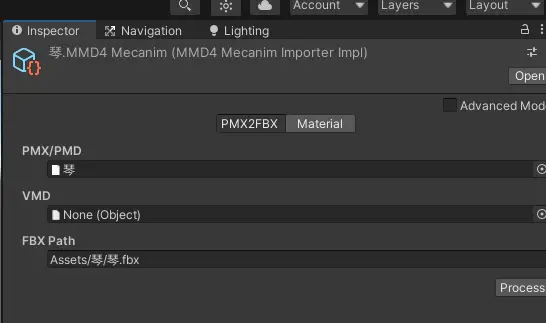 Account Layers Layout
Inspector Navigation Lighting
琴.MMD4 Mecanim (MMD4 Mecanim Importer Impl)
Open
Advanced Mode
PMX2FBX Material
PMX/PMD
琴
VMD
None (Object)
FBX Path
Assets/琴/琴.fbx
Process